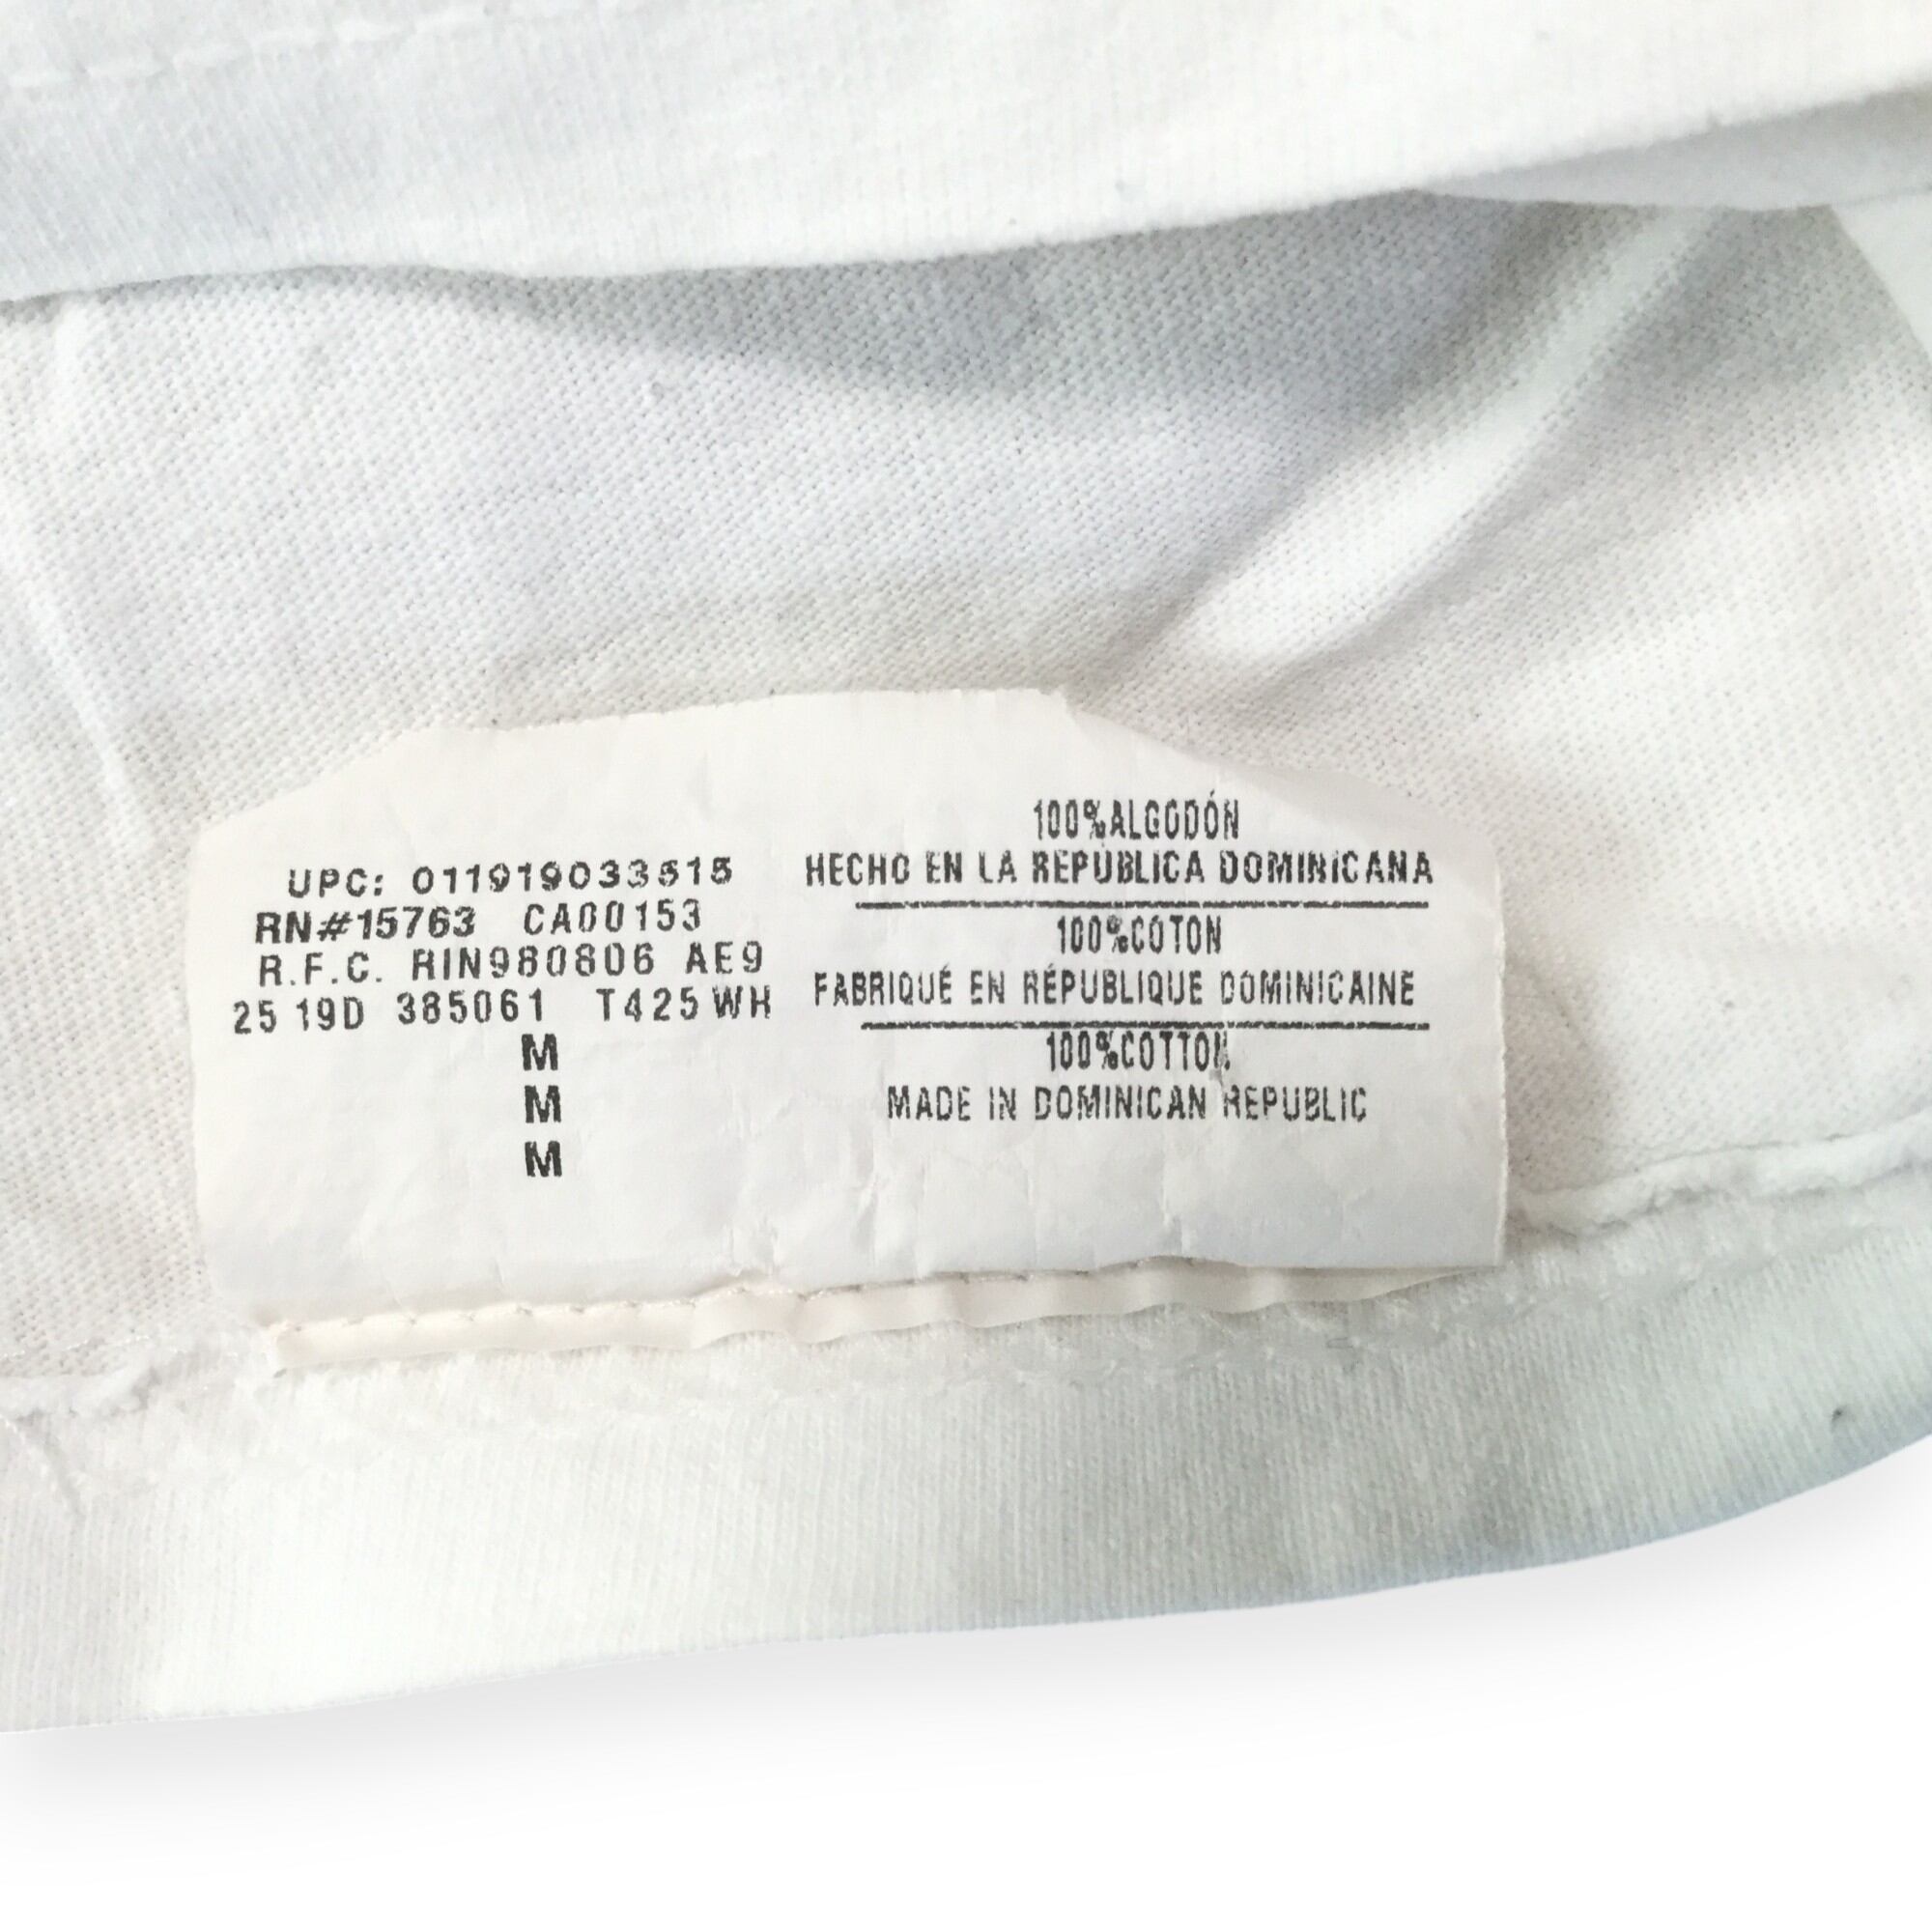 UPC: 011919033515
RN#15763 CA00153
R.F.C. RIN980806 AE9
25 19D 385061 T425 WH
M
M
M
100%ALGODÓN
HECHO EN LA REPÚBLICA DOMINICANA
100%COTON
FABRIQUÉ EN RÉPUBLIQUE DOMINICAINE
100%COTTON
MADE IN DOMINICAN REPUBLIC